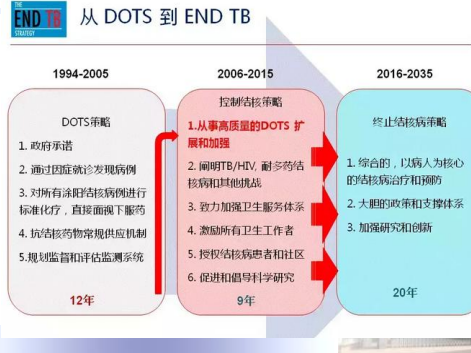 THE
END TB
STRATEGY
从 DOTS 到 END TB
1994-2005
2006-2015
2016-2035
DOTS策略
1. 政府承诺
2. 通过因症就诊发现病例
3. 对所有涂阳结核病例进行
标准化疗，直接面视下服药
4. 抗结核药物常规供应机制
5.规划监督和评估监测系统
12年
控制结核策略
1.从事高质量的DOTS 扩
展和加强
2. 阐明TB/HIV, 耐多药结
核病和其他挑战
3. 致力加强卫生服务体系
4. 激励所有卫生工作者
5. 授权结核病患者和社区
6. 促进和倡导科学研究
9年
终止结核病策略
1. 综合的，以病人为核心
的结核病治疗和预防
2. 大胆的政策和支撑体系
3. 加强研究和创新
20年